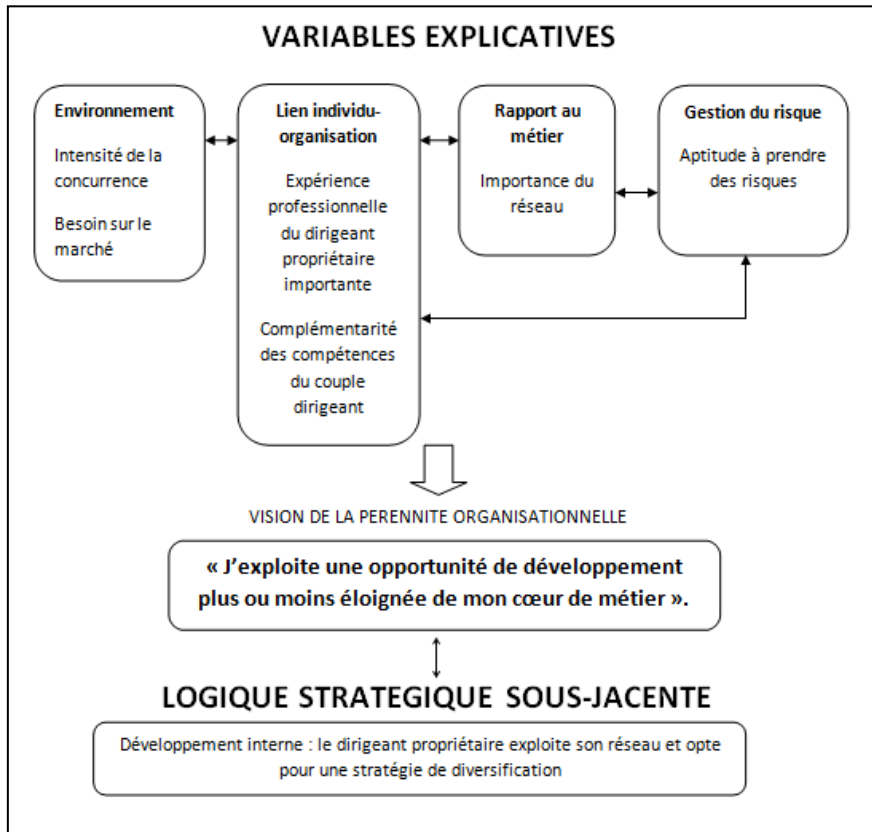 VARIABLES EXPLICATIVES
Environnement
Intensité de la
concurrence
Besoin sur le
marché
Lien individu-
organisation
Expérience
professionnelle
du dirigeant
propriétaire
importante
Complémentarité
des compétences
du couple
dirigeant
Rapport au
métier
Importance du
réseau
Gestion du risque
Aptitude à prendre
des risques
VISION DE LA PERENNITE ORGANISATIONNELLE
« J’exploite une opportunité de développement
plus ou moins éloignée de mon cœur de métier ».
LOGIQUE STRATEGIQUE SOUS-JACENTE
Développement interne : le dirigeant propriétaire exploite son réseau et opte
pour une stratégie de diversification